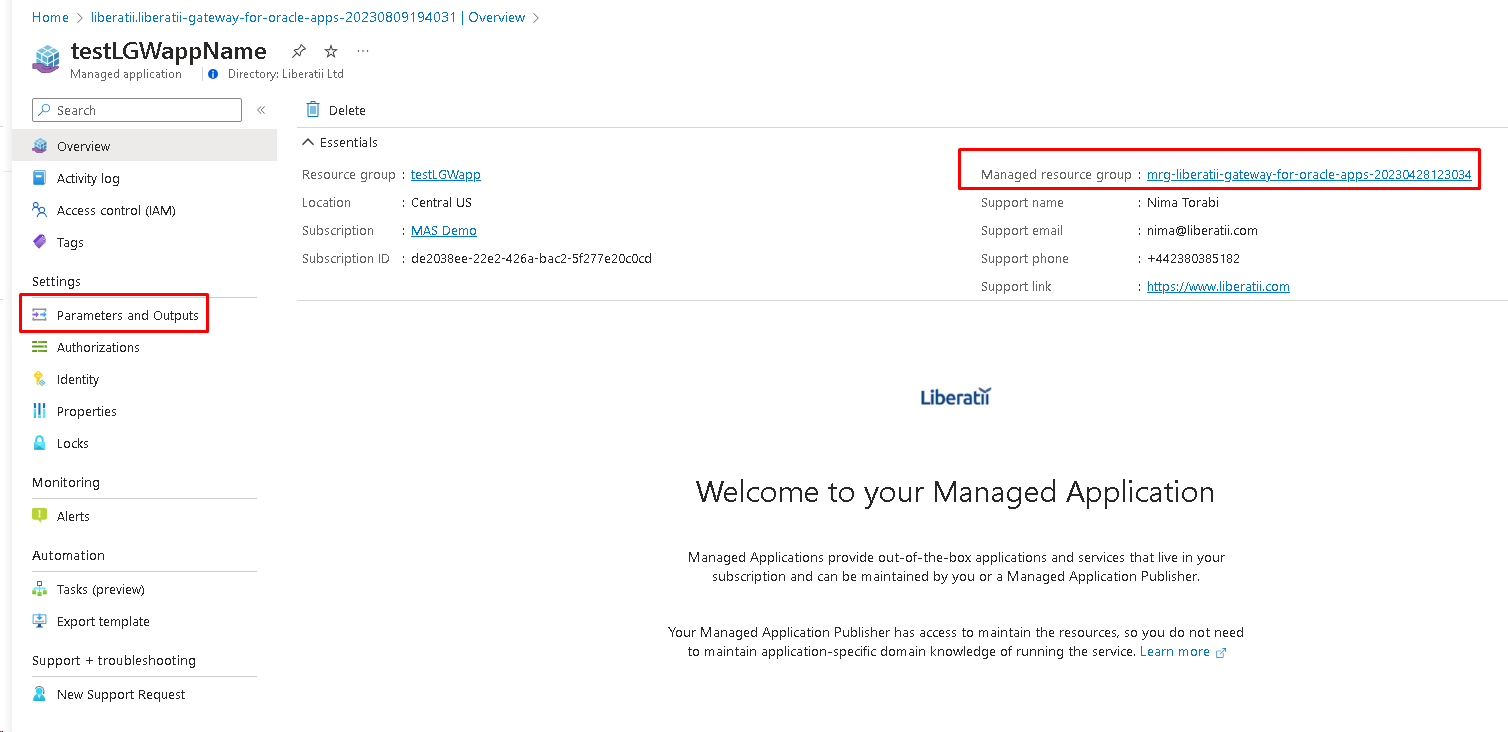 Home > liberatii.liberatii-gateway-for-oracle-apps-20230809194031 | Overview >
testLGWappName ...
Managed application Directory: Liberatii Ltd
Search «
Delete
Overview
Activity log
Access control (IAM)
Tags
Settings
Parameters and Outputs
Authorizations
Identity
Properties
Locks
Monitoring
Alerts
Automation
Tasks (preview)
Export template
Support + troubleshooting
New Support Request
Essentials
Resource group : testLGWapp
Location : Central US
Subscription : MAS Demo
Subscription ID : de2038ee-22e2-426a-bac2-5f277e20c0cd
Managed resource group : mrg-liberatii-gateway-for-oracle-apps-20230428123034
Support name : Nima Torabi
Support email : nima@liberatii.com
Support phone : +442380385182
Support link : https://www.liberatii.com
Liberatii
Welcome to your Managed Application
Managed Applications provide out-of-the-box applications and services that live in your
subscription and can be maintained by you or a Managed Application Publisher.
Your Managed Application Publisher has access to maintain the resources, so you do not need
to maintain application-specific domain knowledge of running the service. Learn more